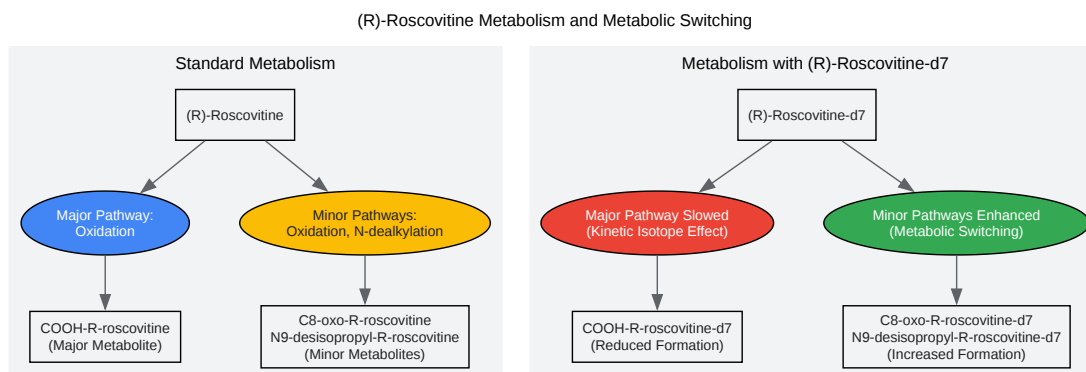 (R)-Roscovitine Metabolism and Metabolic Switching
Standard Metabolism
(R)-Roscovitine
Major Pathway:
Oxidation
Minor Pathways:
Oxidation, N-dealkylation
COOH-R-roscovitine
(Major Metabolite)
C8-oxo-R-roscovitine
N9-desisopropyl-R-roscovitine
(Minor Metabolites)
Metabolism with (R)-Roscovitine-d7
(R)-Roscovitine-d7
Major Pathway Slowed
(Kinetic Isotope Effect)
Minor Pathways Enhanced
(Metabolic Switching)
COOH-R-roscovitine-d7
(Reduced Formation)
C8-oxo-R-roscovitine-d7
N9-desisopropyl-R-roscovitine-d7
(Increased Formation)